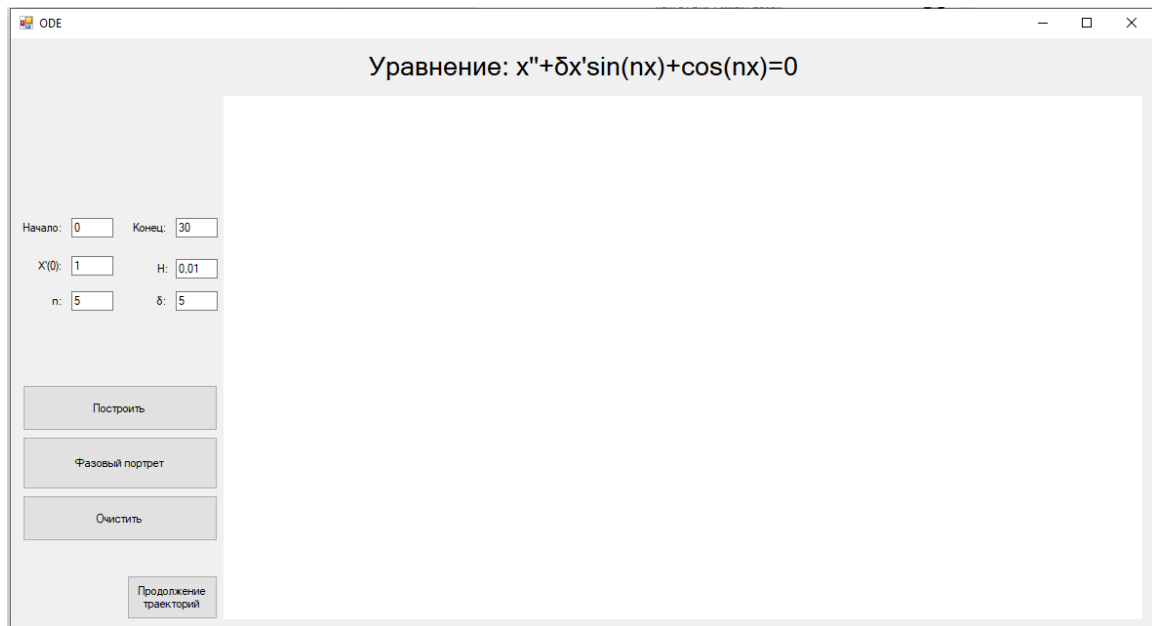 ODE
Уравнение: x''+δx'sin(nx)+cos(nx)=0
Начало: 0 Конец: 30
X'(0): 1 H: 0,01
n: 5 δ: 5
Построить
Фазовый портрет
Очистить
Продолжение
траекторий